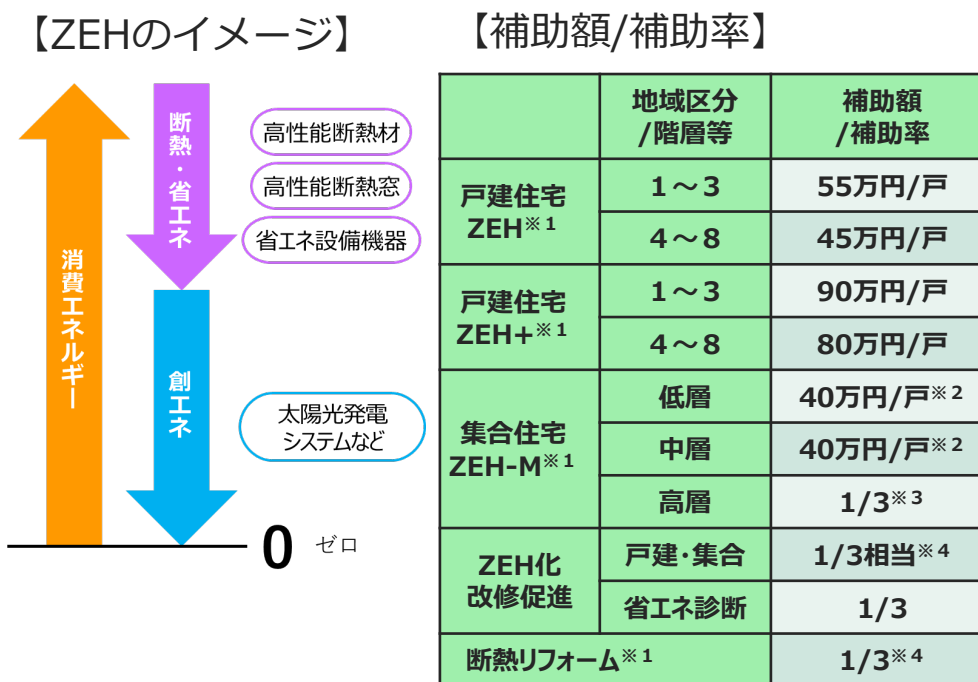 【ZEHのイメージ】
消費エネルギー
断熱・省エネ
高性能断熱材
高性能断熱窓
省エネ設備機器
創エネ
太陽光発電
システムなど
0 ゼロ
【補助額/補助率】
地域区分
/階層等
補助額
/補助率
戸建住宅
ZEH※1
1～3
55万円/戸
4～8
45万円/戸
戸建住宅
ZEH+※1
1～3
90万円/戸
4～8
80万円/戸
集合住宅
ZEH-M※1
低層
40万円/戸※2
中層
40万円/戸※2
高層
1/3※3
ZEH化
改修促進
戸建・集合
1/3相当※4
省エネ診断
1/3
断熱リフォーム※1
1/3※4